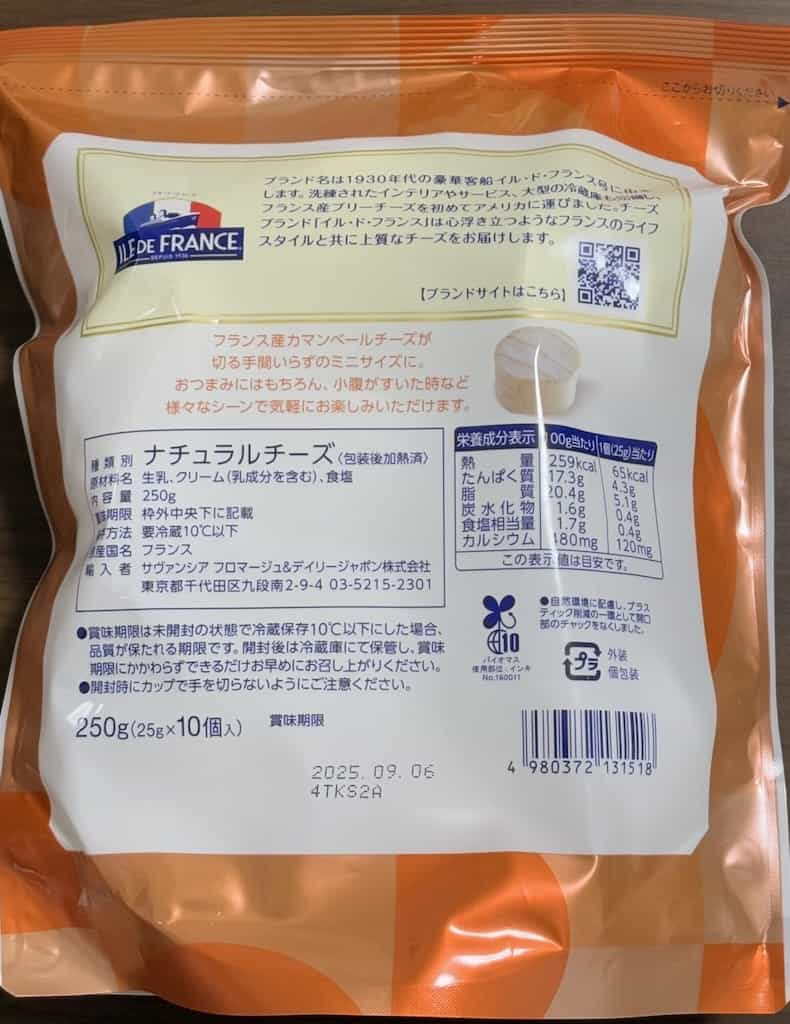 ここからお切りください
ブランド名は1930年代の豪華客船イル・ド・フランス号に
します。洗練されたインテリアやサービス、大型の冷蔵庫も
フランス産ブリーチーズを初めてアメリカに運びました。チーズ
ブランド「イル・ド・フランス」は心浮き立つようなフランスのライフ
スタイルと共に上質なチーズをお届けします。
ILE DE FRANCE
DEPUIS 1936
【ブランドサイトはこちら】
フランス産カマンベールチーズが
切る手間いらずのミニサイズに。
おつまみにはもちろん、小腹がすいた時など
様々なシーンで気軽にお楽しみいただけます。
種類別 ナチュラルチーズ〈包装後加熱済〉
原材料名 生乳、クリーム(乳成分を含む)、食塩
内容量 250g
賞味期限 枠外中央下に記載
保存方法 要冷蔵10℃以下
原産国名 フランス
輸入者 サヴァンシア フロマージュ&デイリージャポン株式会社
東京都千代田区九段南2-9-4 03-5215-2301
栄養成分表示 100g当たり 1個(25g)当たり
熱量 259kcal 65kcal
たんぱく質 17.3g 4.3g
脂質 20.4g 5.1g
炭水化物 1.6g 0.4g
食塩相当量 1.7g 0.4g
カルシウム 480mg 120mg
この表示値は目安です。
●賞味期限は未開封の状態で冷蔵保存10℃以下にした場合、
品質が保たれる期限です。開封後は冷蔵庫にて保管し、賞味
期限にかかわらずできるだけお早めにお召し上がりください。
●開封時にカップで手を切らないようにご注意ください。
10
バイオマス
使用部位:インキ
No.160011
●自然環境に配慮し、プラス
ティック削減の一環として開口
部のチャックをなくしました。
プラ
外装
個包装
250g(25g×10個入)
賞味期限
2025.09.06
4TKS2A
4 980372 131518